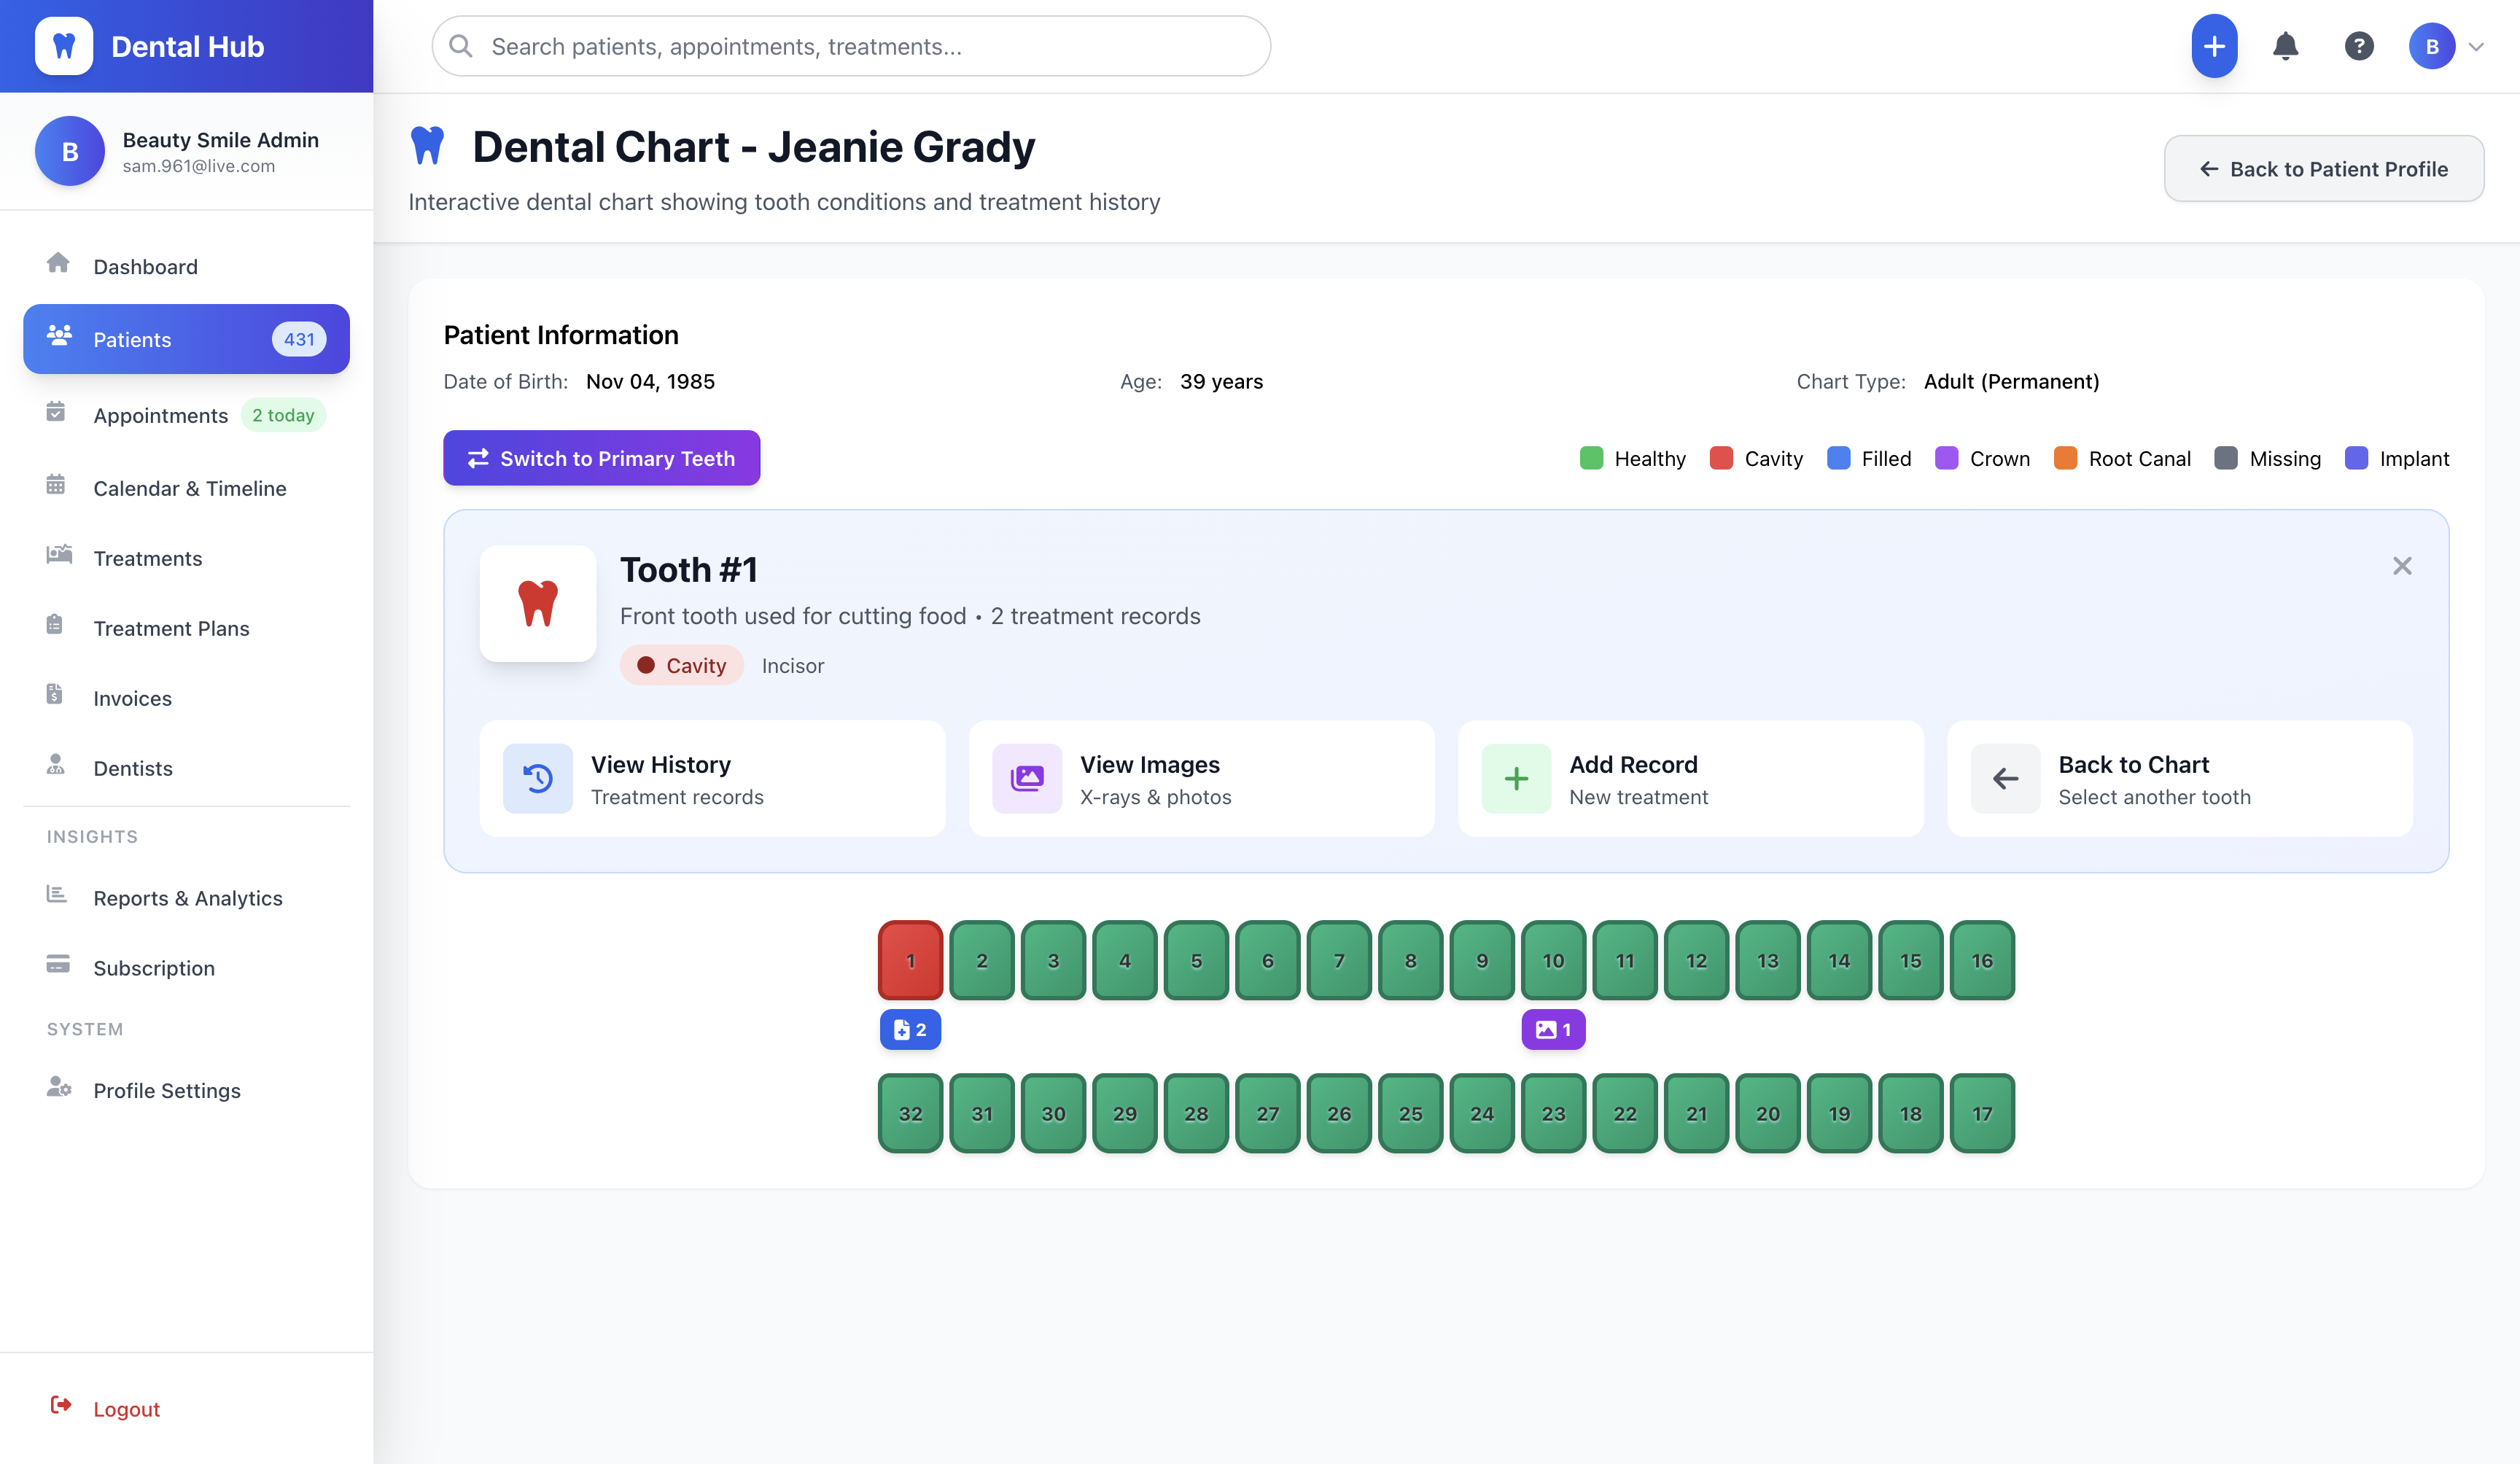 Dental Hub
Search patients, appointments, treatments...
B
B
Beauty Smile Admin
sam.961@live.com
Dashboard
Patients 431
Appointments 2 today
Calendar & Timeline
Treatments
Treatment Plans
Invoices
Dentists
INSIGHTS
Reports & Analytics
Subscription
SYSTEM
Profile Settings
Logout
Dental Chart - Jeanie Grady
Interactive dental chart showing tooth conditions and treatment history
Back to Patient Profile
Patient Information
Date of Birth: Nov 04, 1985 Age: 39 years Chart Type: Adult (Permanent)
Switch to Primary Teeth
Healthy Cavity Filled Crown Root Canal Missing Implant
Tooth #1
Front tooth used for cutting food • 2 treatment records
Cavity Incisor
View History
Treatment records
View Images
X-rays & photos
Add Record
New treatment
Back to Chart
Select another tooth
1 2 3 4 5 6 7 8 9 10 11 12 13 14 15 16
2 1
32 31 30 29 28 27 26 25 24 23 22 21 20 19 18 17